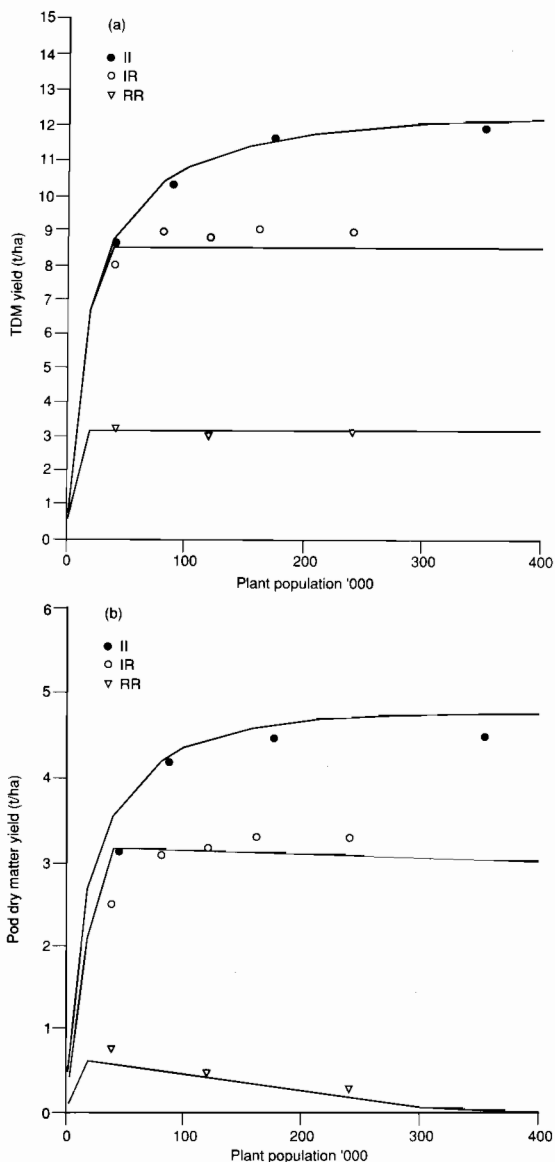 (a)
II
IR
RR
15
14
13
12
11
10
9
8
7
6
5
4
3
2
1
0
TDM yield (t/ha)
0 100 200 300 400
Plant population '000
(b)
II
IR
RR
6
5
4
3
2
1
0
Pod dry matter yield (t/ha)
0 100 200 300 400
Plant population '000